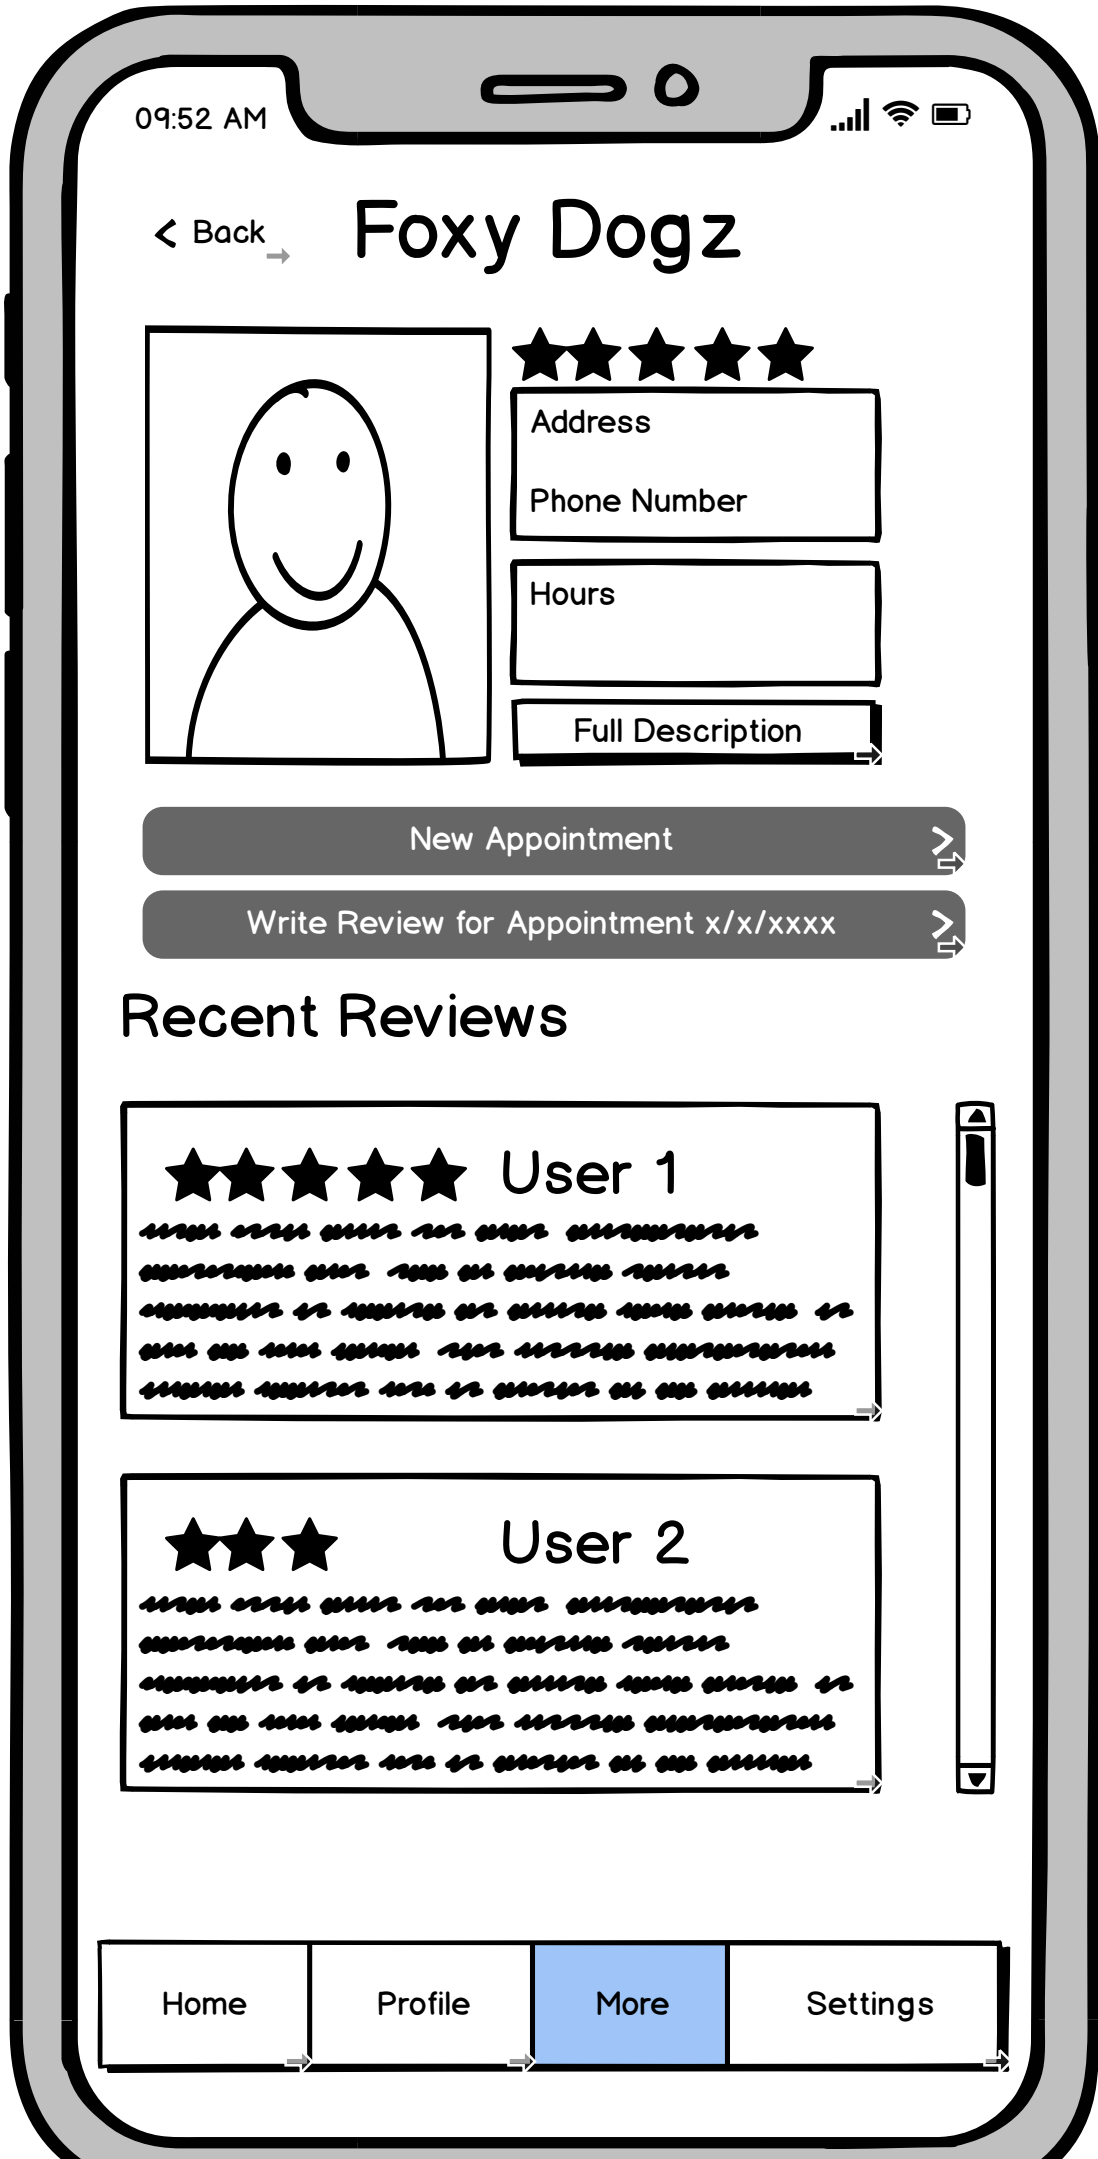 09:52 AM
Back
Foxy Dogz
Address
Phone Number
Hours
Full Description
New Appointment
Write Review for Appointment x/x/xxxx
Recent Reviews
User 1
User 2
Home Profile More Settings